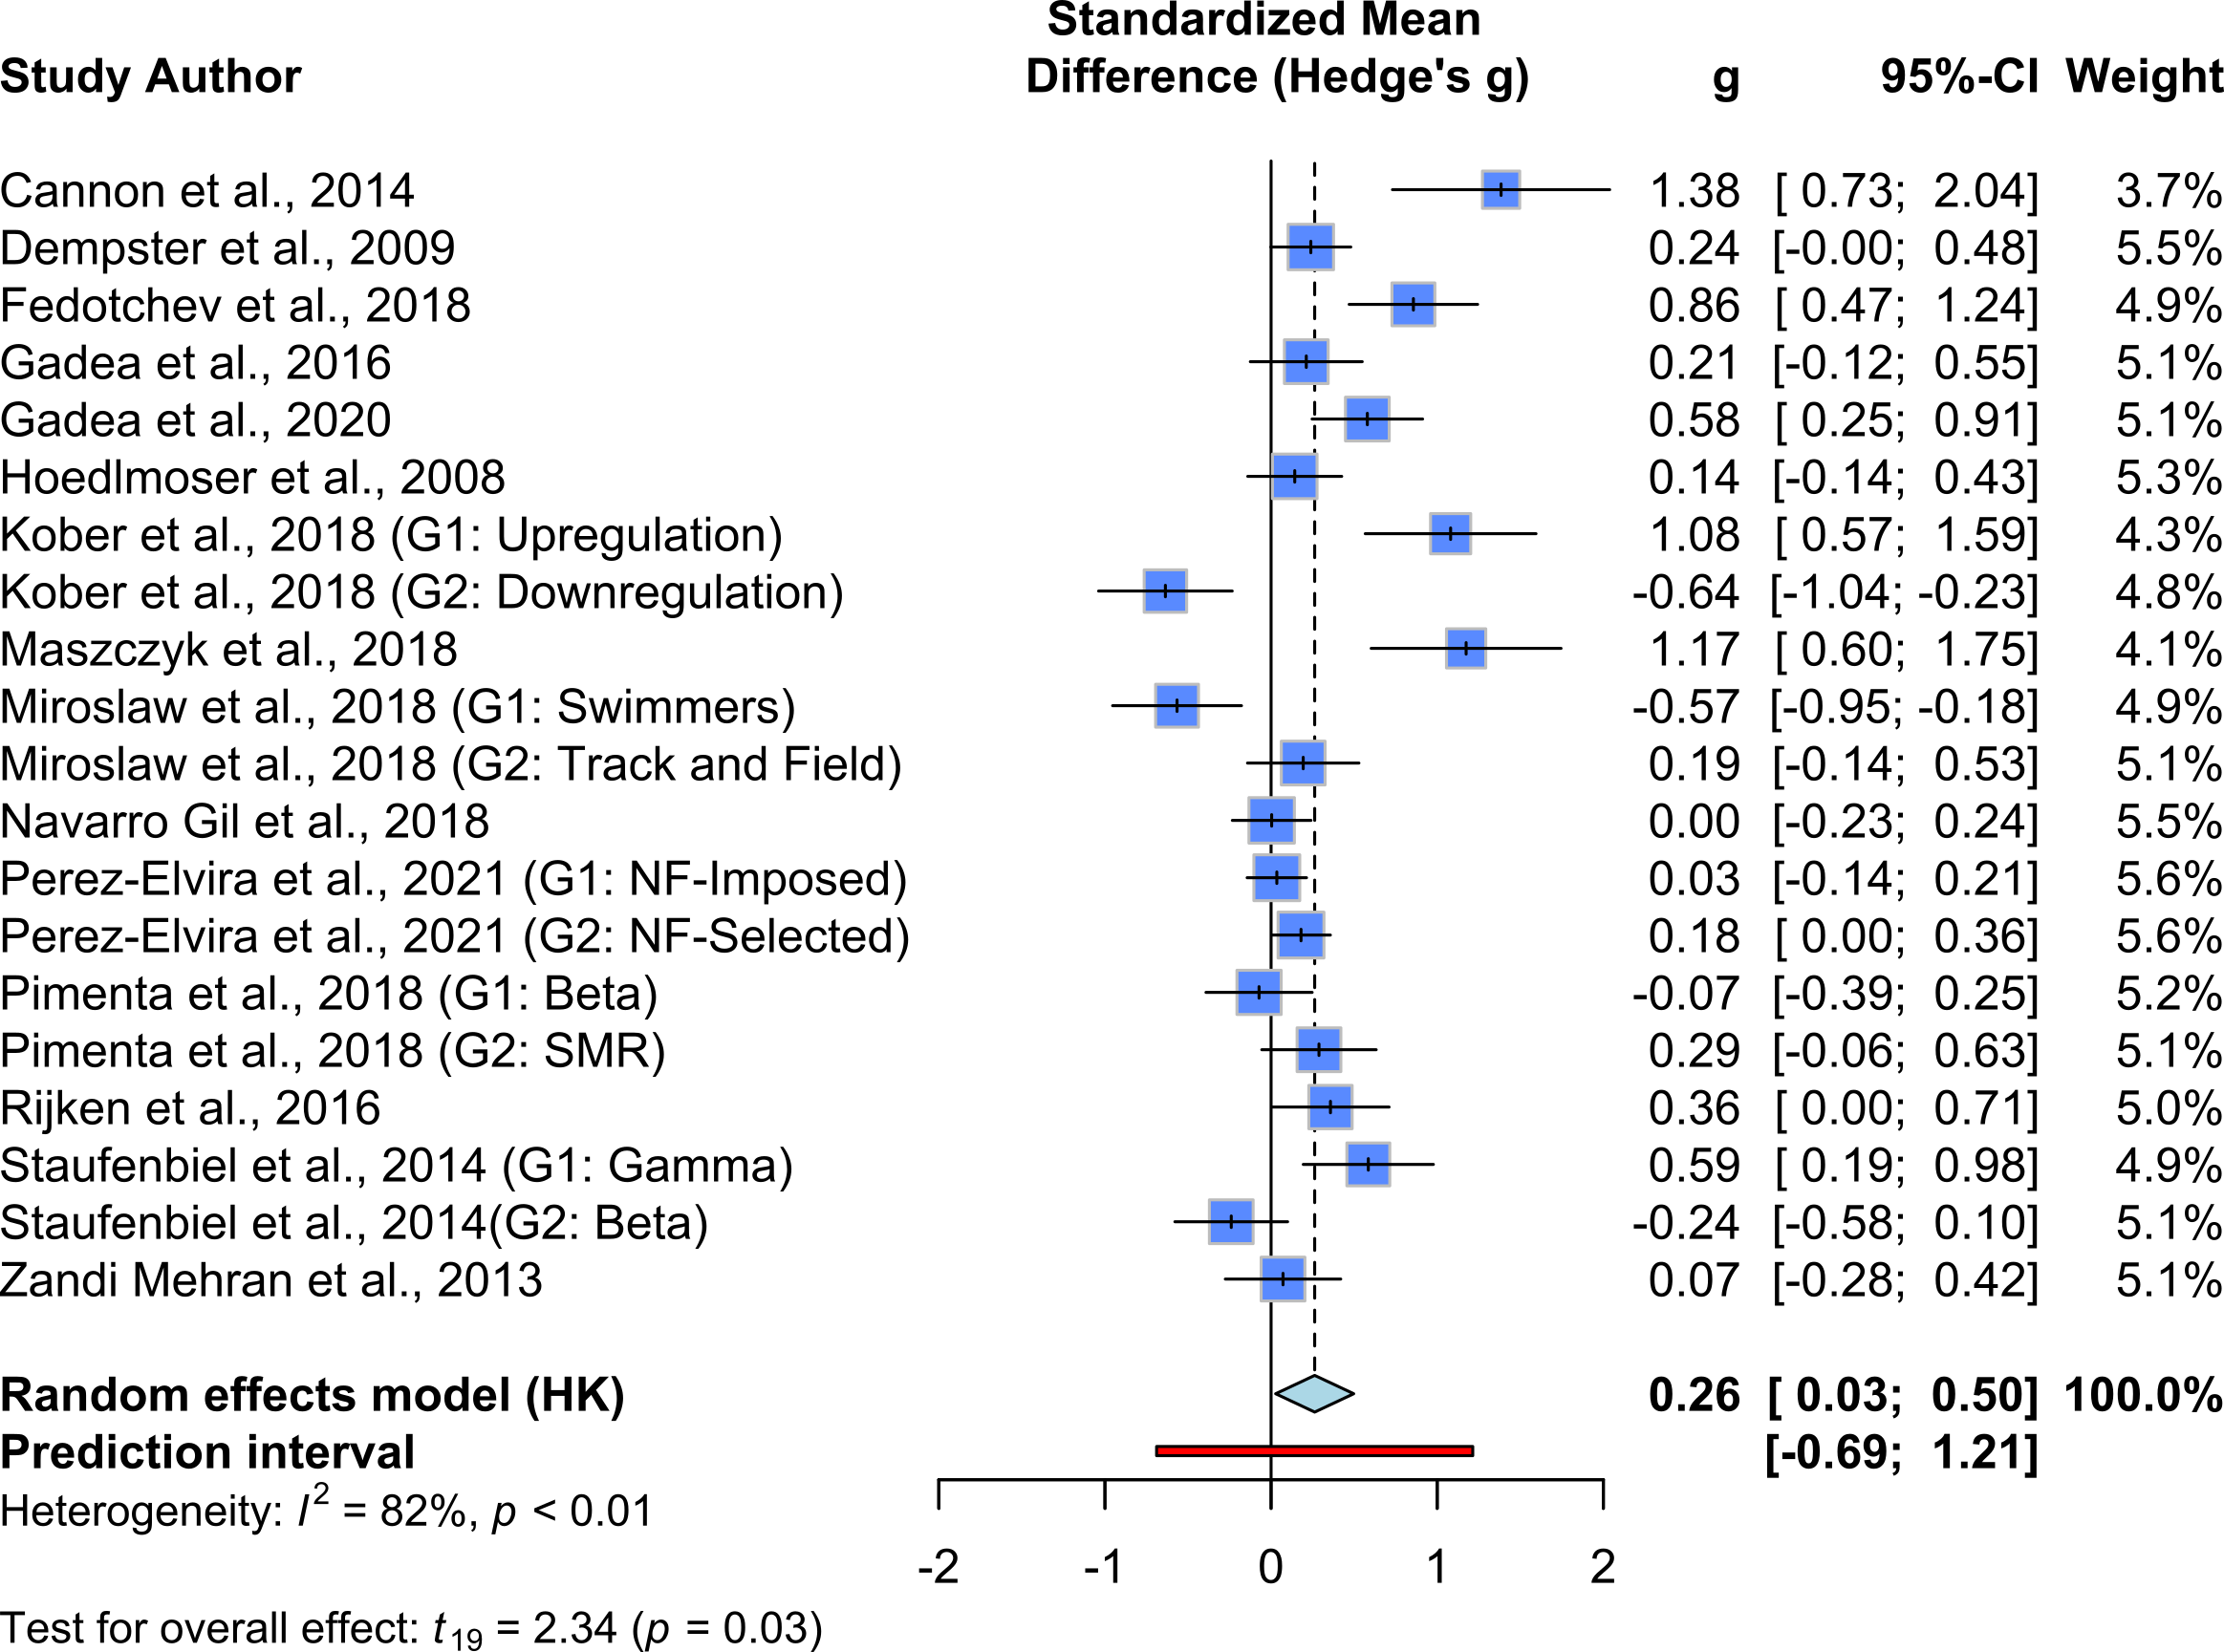 Standardized Mean
Study Author Difference (Hedge's g) g 95%-CI Weight
Cannon et al., 2014 1.38 [ 0.73; 2.04] 3.7%
Dempster et al., 2009 0.24 [-0.00; 0.48] 5.5%
Fedotchev et al., 2018 0.86 [ 0.47; 1.24] 4.9%
Gadea et al., 2016 0.21 [-0.12; 0.55] 5.1%
Gadea et al., 2020 0.58 [ 0.25; 0.91] 5.1%
Hoedlmoser et al., 2008 0.14 [-0.14; 0.43] 5.3%
Kober et al., 2018 (G1: Upregulation) 1.08 [ 0.57; 1.59] 4.3%
Kober et al., 2018 (G2: Downregulation) -0.64 [-1.04; -0.23] 4.8%
Maszczyk et al., 2018 1.17 [ 0.60; 1.75] 4.1%
Miroslaw et al., 2018 (G1: Swimmers) -0.57 [-0.95; -0.18] 4.9%
Miroslaw et al., 2018 (G2: Track and Field) 0.19 [-0.14; 0.53] 5.1%
Navarro Gil et al., 2018 0.00 [-0.23; 0.24] 5.5%
Perez-Elvira et al., 2021 (G1: NF-Imposed) 0.03 [-0.14; 0.21] 5.6%
Perez-Elvira et al., 2021 (G2: NF-Selected) 0.18 [ 0.00; 0.36] 5.6%
Pimenta et al., 2018 (G1: Beta) -0.07 [-0.39; 0.25] 5.2%
Pimenta et al., 2018 (G2: SMR) 0.29 [-0.06; 0.63] 5.1%
Rijken et al., 2016 0.36 [ 0.00; 0.71] 5.0%
Staufenbiel et al., 2014 (G1: Gamma) 0.59 [ 0.19; 0.98] 4.9%
Staufenbiel et al., 2014(G2: Beta) -0.24 [-0.58; 0.10] 5.1%
Zandi Mehran et al., 2013 0.07 [-0.28; 0.42] 5.1%
Random effects model (HK) 0.26 [ 0.03; 0.50] 100.0%
Prediction interval [-0.69; 1.21]
Heterogeneity: I² = 82%, p < 0.01
-2 -1 0 1 2
Test for overall effect: t₁₉ = 2.34 (p = 0.03)